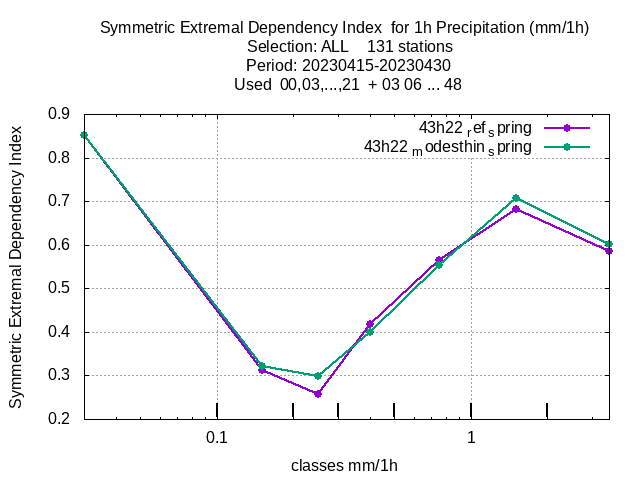 Symmetric Extremal Dependency Index  for 1h Precipitation (mm/1h)
Selection: ALL    131 stations
Period: 20230415-20230430
Used  00,03,...,21  + 03 06 ... 48
43h22 ref spring
43h22 modesthin spring
0.9
0.8
0.7
0.6
0.5
0.4
0.3
0.2
Symmetric Extremal Dependency Index
0.1
1
classes mm/1h